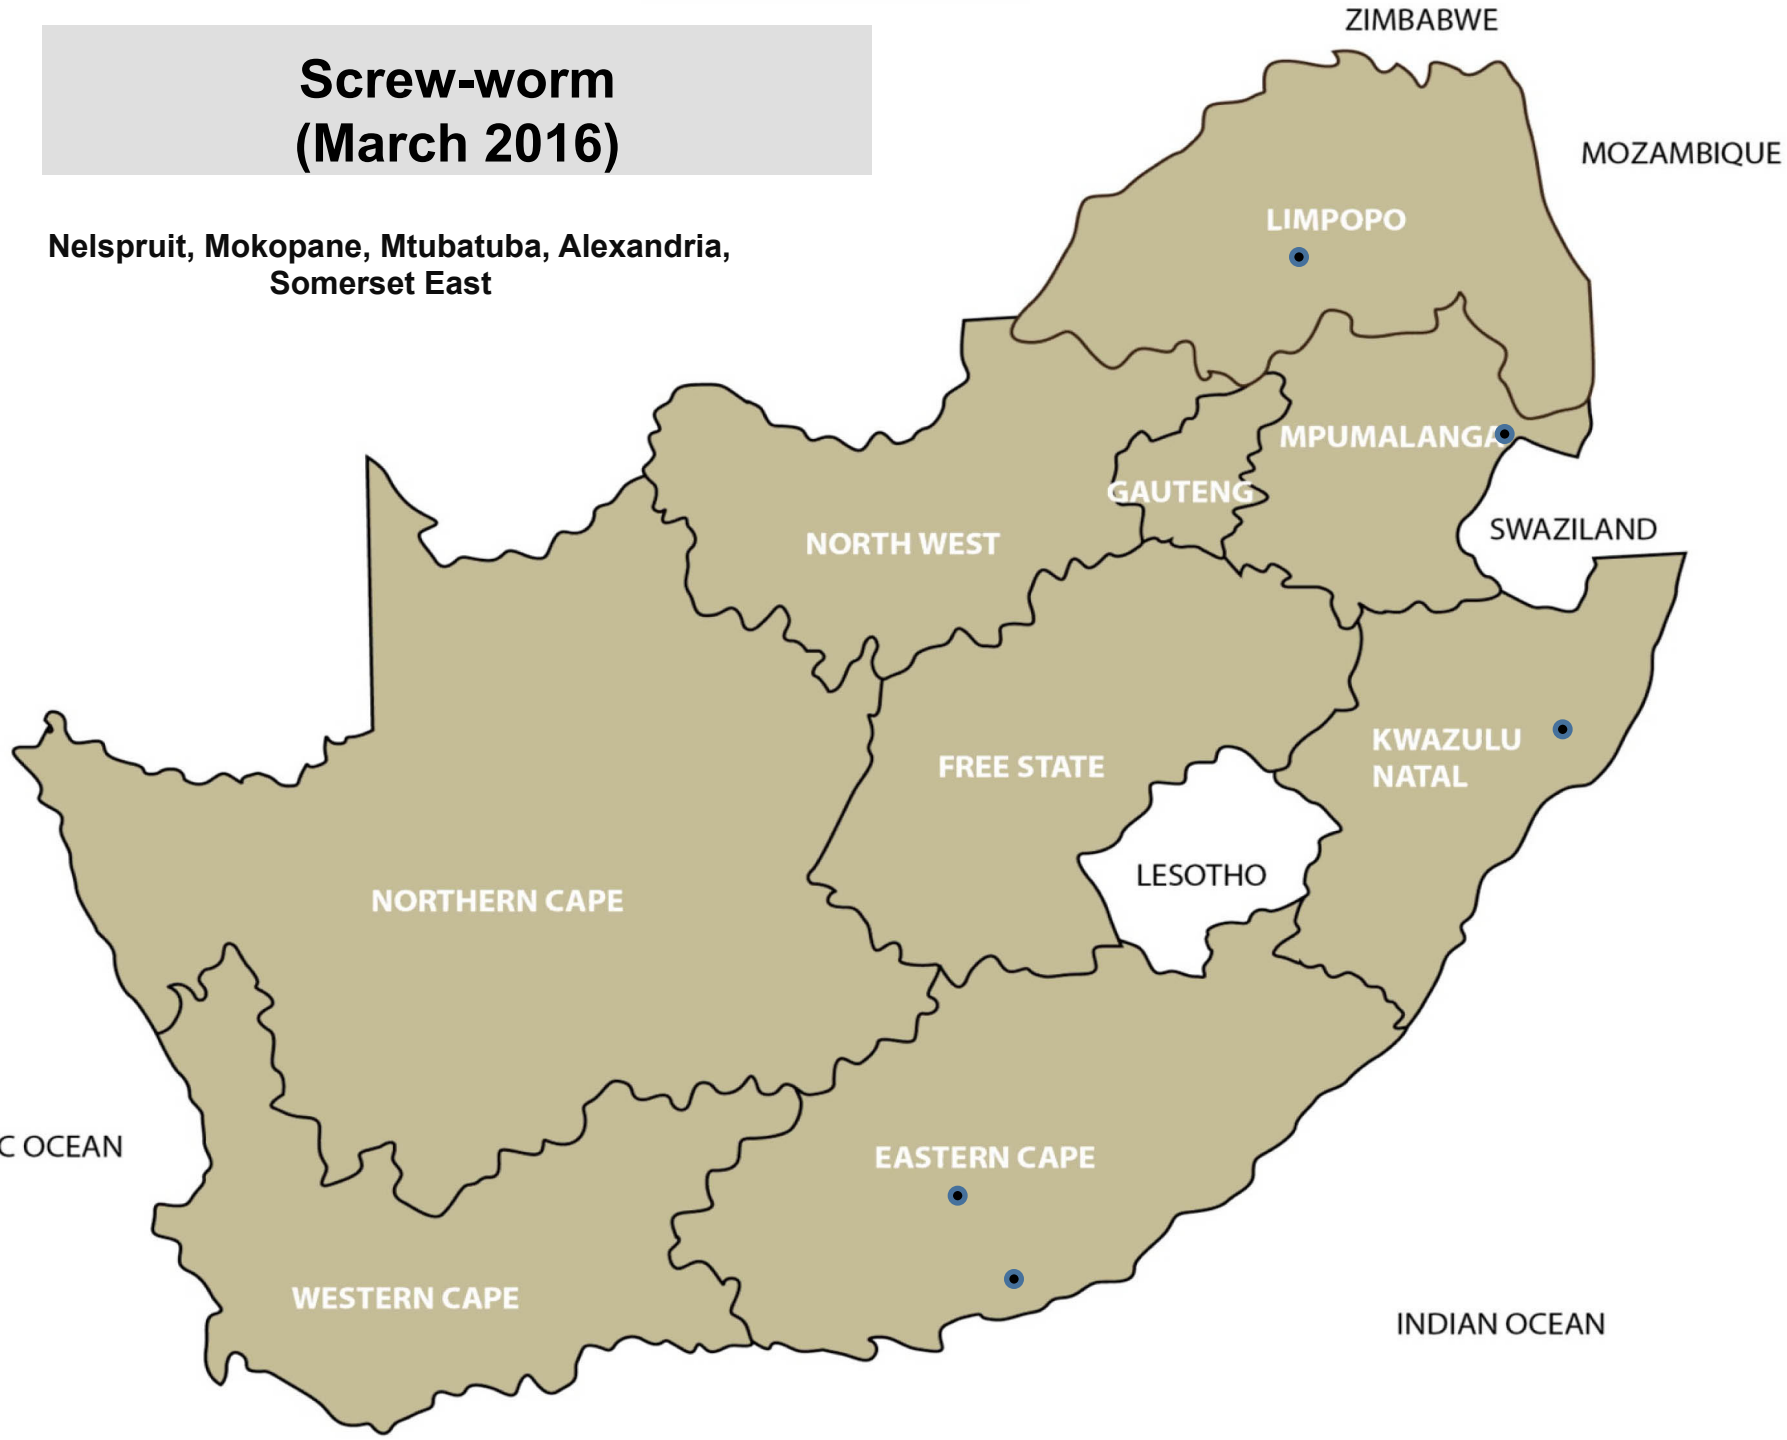 Screw-worm
(March 2016)
Nelspruit, Mokopane, Mtubatuba, Alexandria,
Somerset East
ZIMBABWE
MOZAMBIQUE
LIMPOPO
MPUMALANGA
GAUTENG
NORTH WEST
SWAZILAND
KWAZULU
NATAL
FREE STATE
LESOTHO
NORTHERN CAPE
C OCEAN
EASTERN CAPE
WESTERN CAPE
INDIAN OCEAN